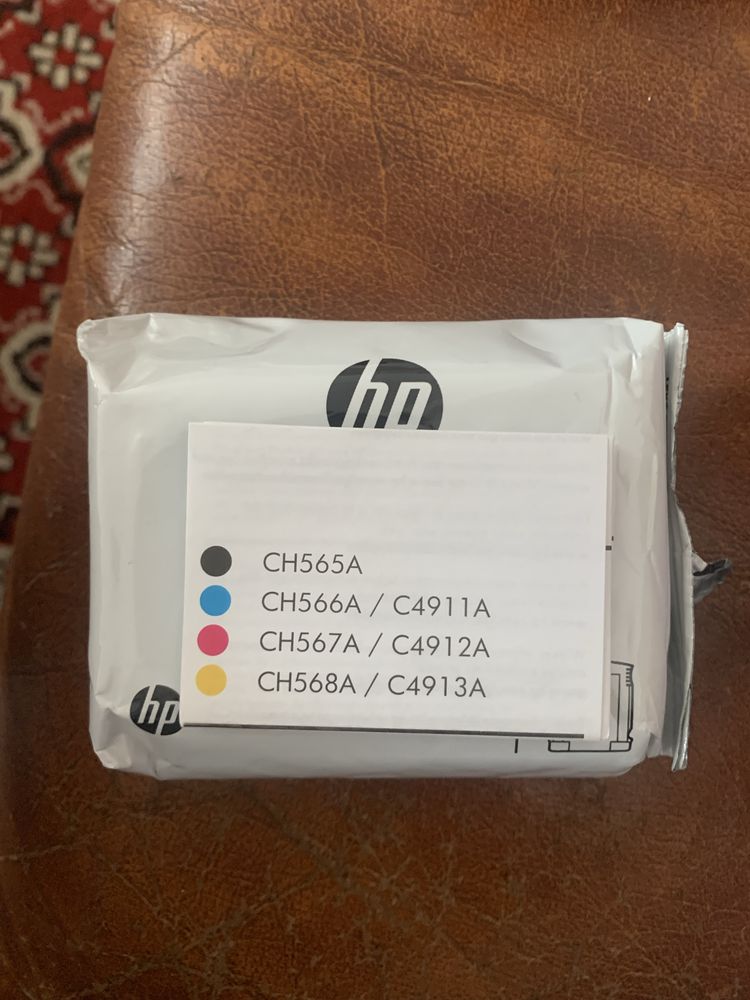 hp
CH565A
CH566A / C4911A
CH567A / C4912A
CH568A / C4913A
hp